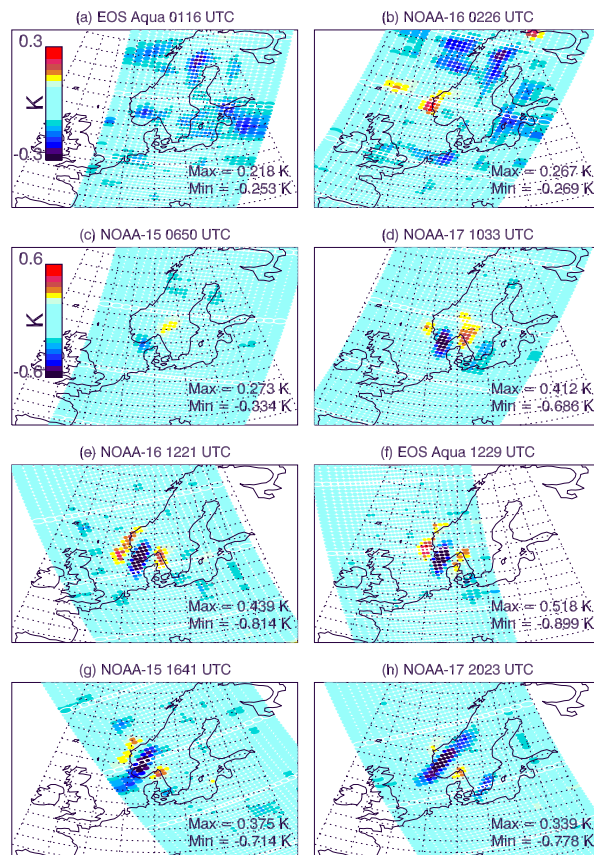 (a) EOS Aqua 0116 UTC
0.3
K
-0.3
Max = 0.218 K
Min = -0.253 K
(b) NOAA-16 0226 UTC
Max = 0.267 K
Min = -0.269 K
(c) NOAA-15 0650 UTC
0.6
K
-0.6
Max = 0.273 K
Min = -0.334 K
(d) NOAA-17 1033 UTC
Max = 0.412 K
Min = -0.686 K
(e) NOAA-16 1221 UTC
Max = 0.439 K
Min = -0.814 K
(f) EOS Aqua 1229 UTC
Max = 0.518 K
Min = -0.899 K
(g) NOAA-15 1641 UTC
Max = 0.375 K
Min = -0.714 K
(h) NOAA-17 2023 UTC
Max = 0.339 K
Min = -0.778 K